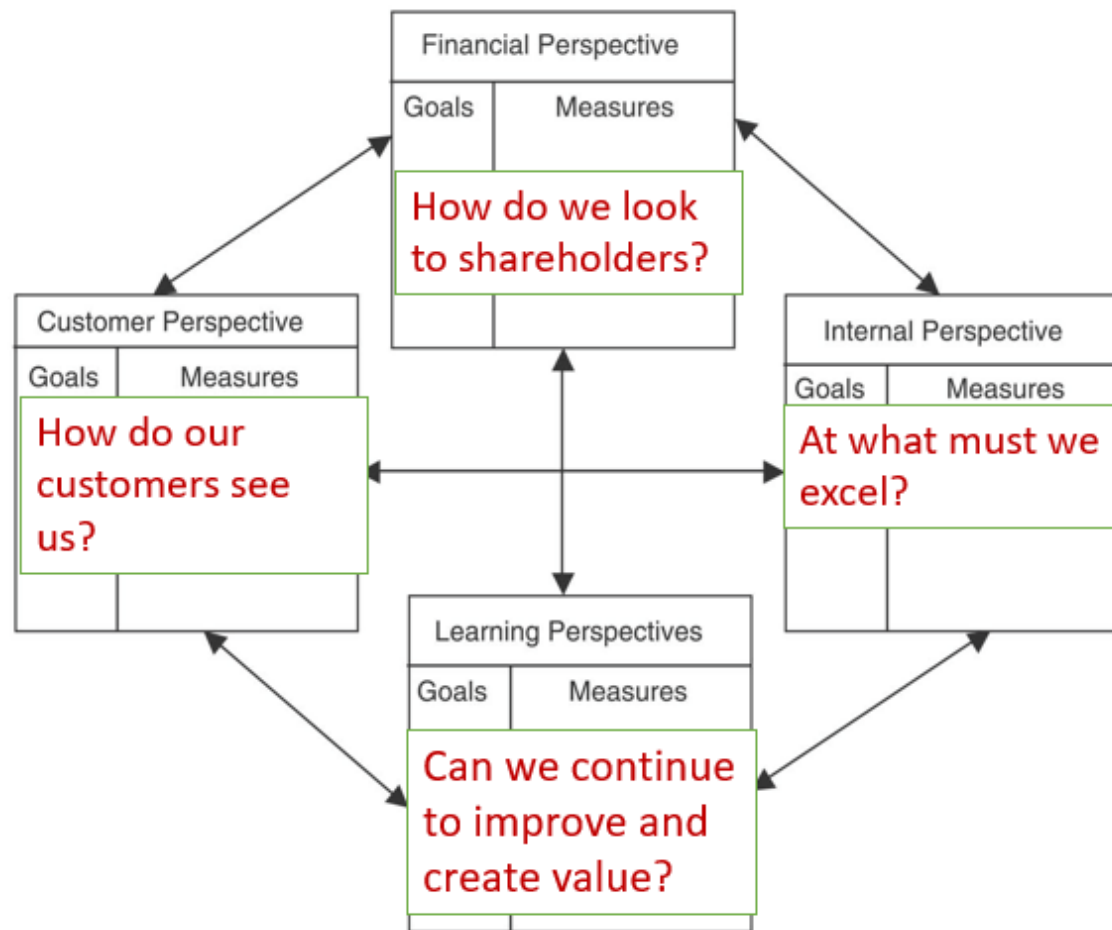 Financial Perspective
Goals Measures
How do we look
to shareholders?
Customer Perspective
Goals Measures
How do our
customers see
us?
Internal Perspective
Goals Measures
At what must we
excel?
Learning Perspectives
Goals Measures
Can we continue
to improve and
create value?